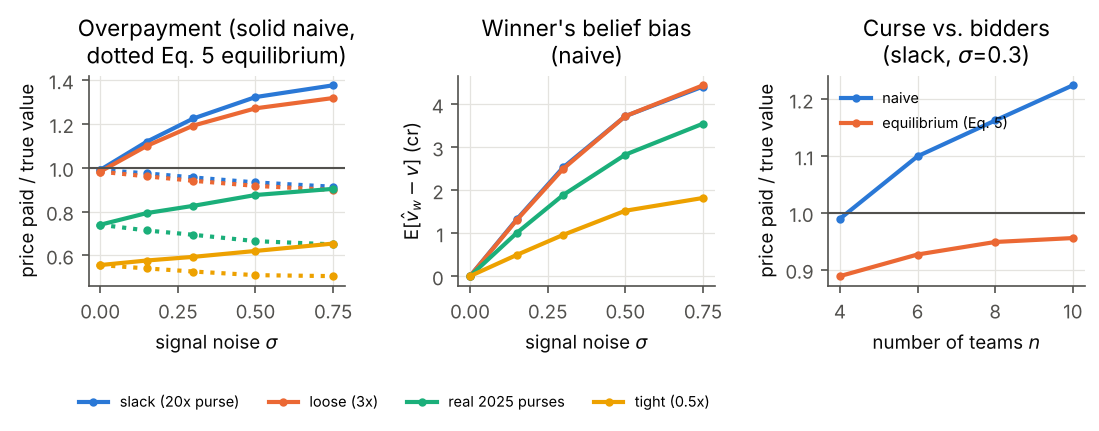 Overpayment (solid naive,
dotted Eq. 5 equilibrium)
price paid / true value
1.4
1.2
1.0
0.8
0.6
0.00
0.25
0.50
0.75
signal noise σ
Winner's belief bias
(naive)
E[v̂w − v] (cr)
4
3
2
1
0
0.00
0.25
0.50
0.75
signal noise σ
Curse vs. bidders
(slack, σ=0.3)
price paid / true value
1.2
1.1
1.0
0.9
naive
equilibrium (Eq. 5)
4
6
8
10
number of teams n
slack (20x purse)
loose (3x)
real 2025 purses
tight (0.5x)